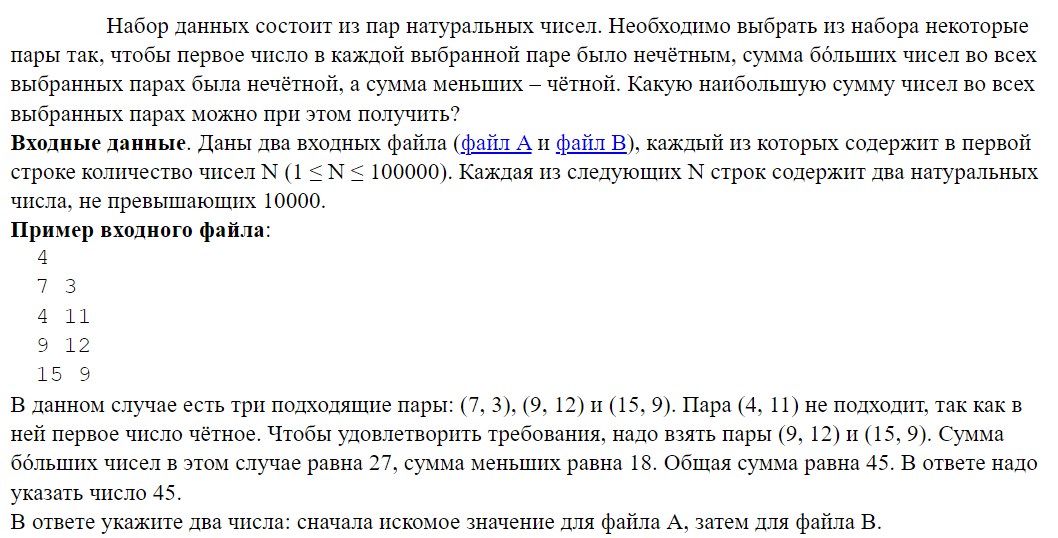 Набор данных состоит из пар натуральных чисел. Необходимо выбрать из набора некоторые
пары так, чтобы первое число в каждой выбранной паре было нечётным, сумма бо́льших чисел во всех
выбранных парах была нечётной, а сумма меньших – чётной. Какую наибольшую сумму чисел во всех
выбранных парах можно при этом получить?
Входные данные. Даны два входных файла (файл A и файл B), каждый из которых содержит в первой
строке количество чисел N (1 ≤ N ≤ 100000). Каждая из следующих N строк содержит два натуральных
числа, не превышающих 10000.
Пример входного файла:
4
7 3
4 11
9 12
15 9
В данном случае есть три подходящие пары: (7, 3), (9, 12) и (15, 9). Пара (4, 11) не подходит, так как в
ней первое число чётное. Чтобы удовлетворить требования, надо взять пары (9, 12) и (15, 9). Сумма
бо́льших чисел в этом случае равна 27, сумма меньших равна 18. Общая сумма равна 45. В ответе надо
указать число 45.
В ответе укажите два числа: сначала искомое значение для файла А, затем для файла B.